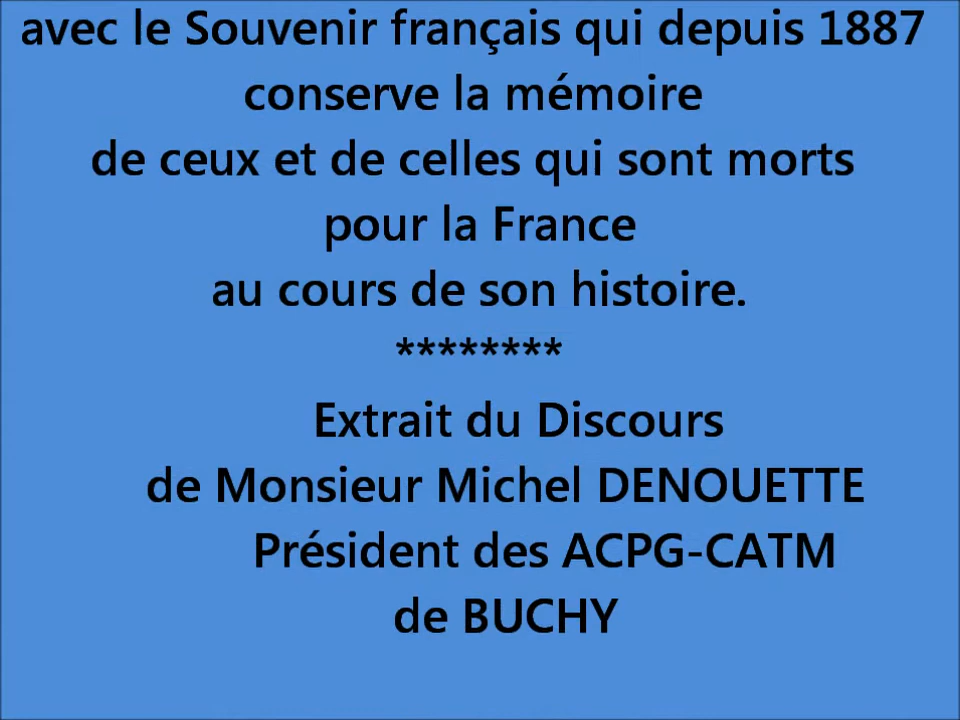 avec le Souvenir français qui depuis 1887
conserve la mémoire
de ceux et de celles qui sont morts
pour la France
au cours de son histoire.
********
Extrait du Discours
de Monsieur Michel DENOUETTE
Président des ACPG-CATM
de BUCHY